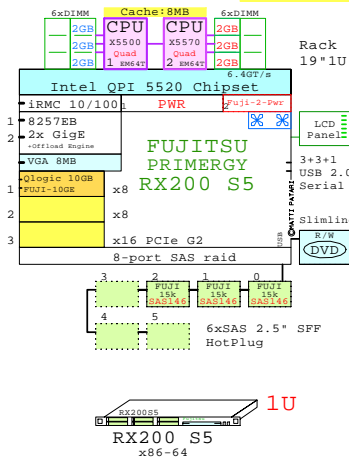 6xDIMM
Cache:8MB
6xDIMM
2GB
2GB
2GB
CPU
X5500
Quad
1 EM64T
CPU
X5570
Quad
2 EM64T
2GB
2GB
2GB
Rack
19"1U
6.4GT/s
Intel QPI 5520 Chipset
iRMC 10/100
1 PWR 2
Fuji-2-Pwr
1 8257EB
2 2x GigE
+Offload Engine
VGA 8MB
FUJITSU
PRIMERGY
RX200 S5
LCD
Panel
3+3+1
USB 2.0
Serial
©MATTI PATARI
Qlogic 10GB
1 FUJI-10GE x8
2 x8
3 x16 PCIe G2
USB
Slimlin
R/W
DVD
8-port SAS raid
3 2 1 0
FUJI
15k
SAS146
FUJI
15k
SAS146
FUJI
15k
SAS146
4 5
6xSAS 2.5" SFF
HotPlug
RX200S5
1U
RX200 S5
x86-64